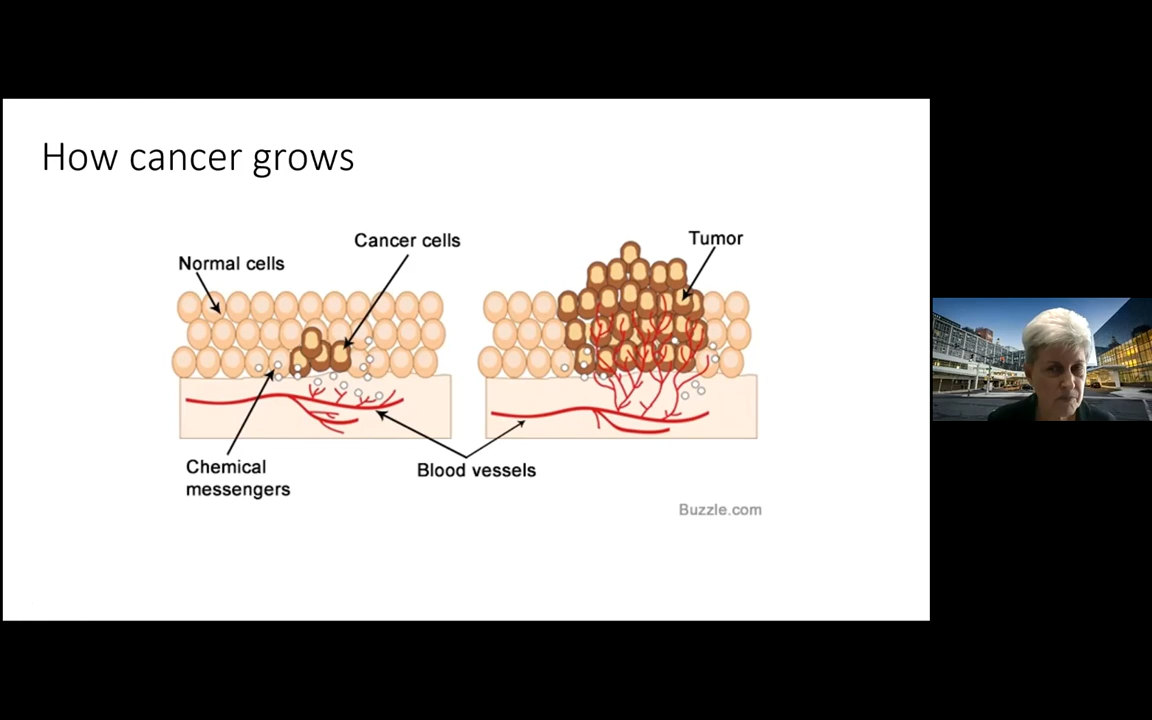 How cancer grows
Cancer cells
Tumor
Normal cells
Chemical
messengers
Blood vessels
Buzzle.com